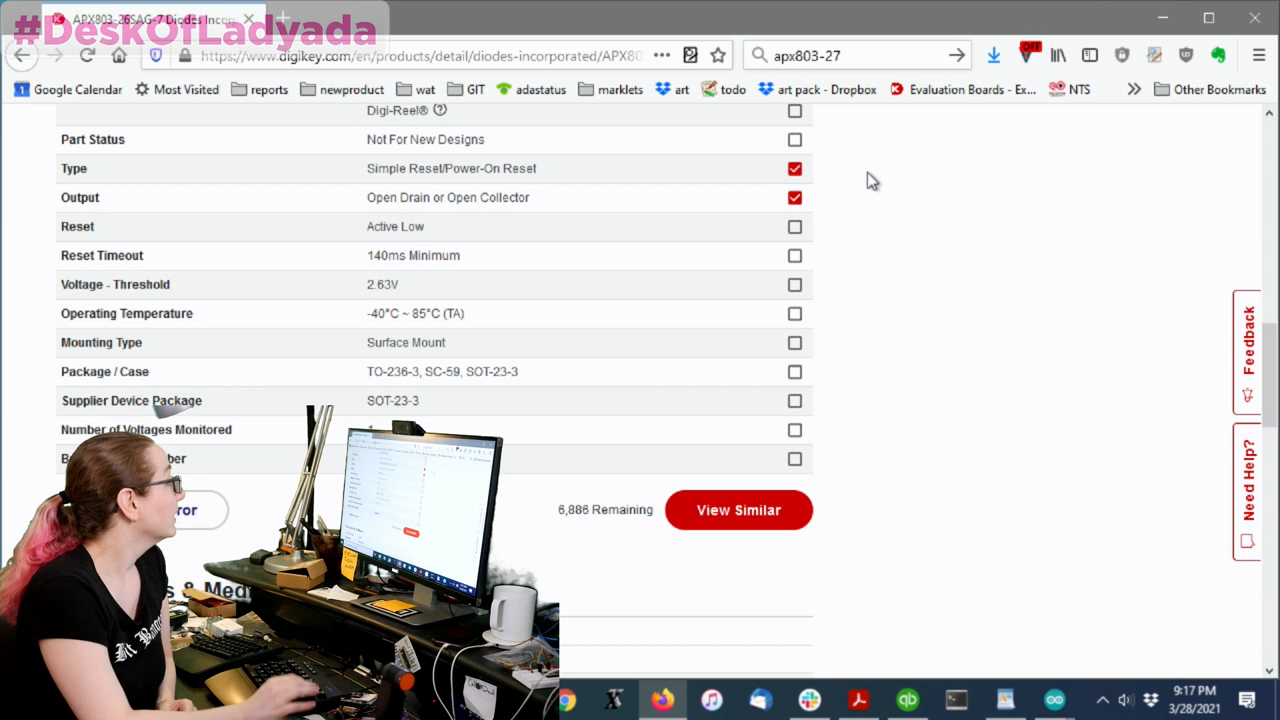 #DeskOfLadyada
APX803-26SAG-7 Diodes Incor
https://www.digikey.com/en/products/detail/diodes-incorporated/APX80
apx803-27
OFF
Google Calendar
Most Visited
reports
newproduct
wat
GIT
adastatus
marklets
art
todo
art pack - Dropbox
Evaluation Boards - Ex...
NTS
Other Bookmarks
Digi-Reel®
Part Status Not For New Designs
Type Simple Reset/Power-On Reset
Output Open Drain or Open Collector
Reset Active Low
Reset Timeout 140ms Minimum
Voltage - Threshold 2.63V
Operating Temperature -40°C ~ 85°C (TA)
Mounting Type Surface Mount
Package / Case TO-236-3, SC-59, SOT-23-3
Supplier Device Package SOT-23-3
Number of Voltages Monitored
6,886 Remaining
View Similar
Feedback
Need Help?
9:17 PM
3/28/2021